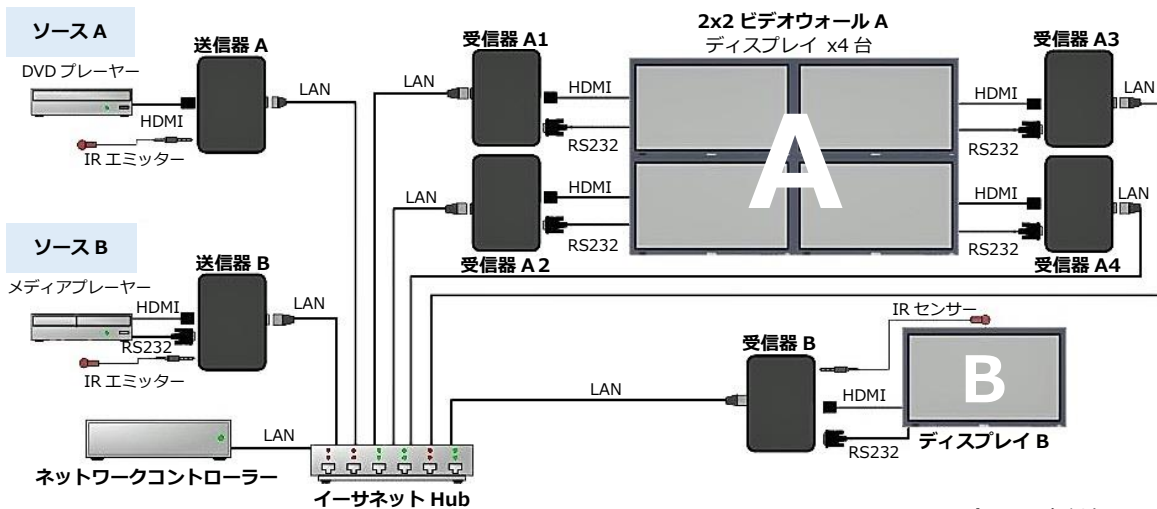 ソース A
DVD プレーヤー
送信器 A
LAN
HDMI
IR エミッター
受信器 A1
LAN
HDMI
RS232
2x2 ビデオウォール A
ディスプレイ x4 台
A
受信器 A3
HDMI
LAN
RS232
LAN
HDMI
RS232
受信器 A2
HDMI
LAN
RS232
受信器 A4
ソース B
メディアプレーヤー
送信器 B
HDMI
LAN
RS232
IR エミッター
IR センサー
受信器 B
LAN
HDMI
RS232
B
ディスプレイ B
LAN
ネットワークコントローラー
イーサネット Hub